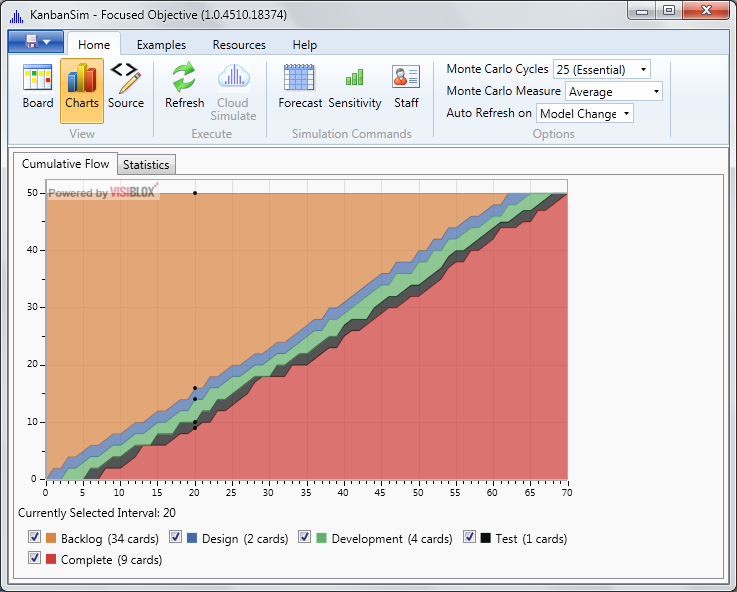 KanbanSim - Focused Objective (1.0.4510.18374)
Home Examples Resources Help
Board Charts Source Refresh Cloud Simulate Forecast Sensitivity Staff
View Execute Simulation Commands Options
Monte Carlo Cycles 25 (Essential)
Monte Carlo Measure Average
Auto Refresh on Model Change
Cumulative Flow Statistics
Powered by VISIBLOX
50
40
30
20
10
0
0 5 10 15 20 25 30 35 40 45 50 55 60 65 70
Currently Selected Interval: 20
Backlog (34 cards) Design (2 cards) Development (4 cards) Test (1 cards)
Complete (9 cards)